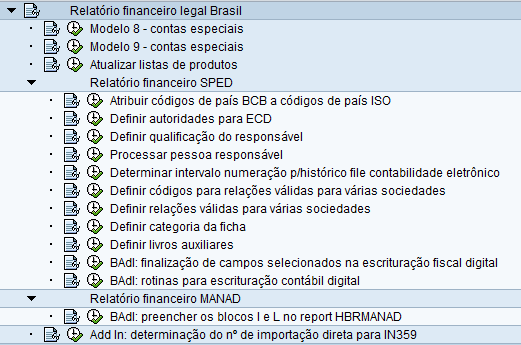 Relatório financeiro legal Brasil
Modelo 8 - contas especiais
Modelo 9 - contas especiais
Atualizar listas de produtos
Relatório financeiro SPED
Atribuir códigos de país BCB a códigos de país ISO
Definir autoridades para ECD
Definir qualificação do responsável
Processar pessoa responsável
Determinar intervalo numeração p/histórico file contabilidade eletrônico
Definir códigos para relações válidas para várias sociedades
Definir relações válidas para várias sociedades
Definir categoria da ficha
Definir livros auxiliares
BAdI: finalização de campos selecionados na escrituração fiscal digital
BAdI: rotinas para escrituração contábil digital
Relatório financeiro MANAD
BAdI: preencher os blocos I e L no report HBRMANAD
Add In: determinação do nº de importação direta para IN359